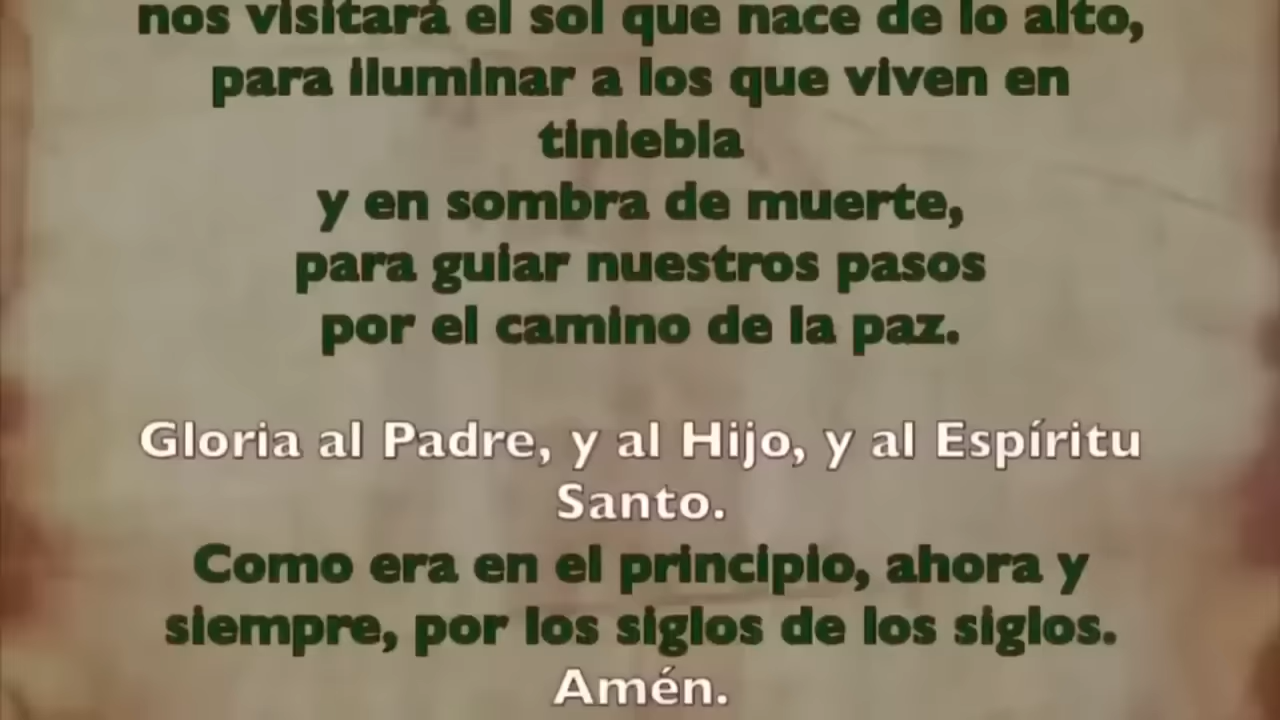 nos visitará el sol que nace de lo alto,
para iluminar a los que viven en
tiniebla
y en sombra de muerte,
para guiar nuestros pasos
por el camino de la paz.
Gloria al Padre, y al Hijo, y al Espíritu
Santo.
Como era en el principio, ahora y
siempre, por los siglos de los siglos.
Amén.